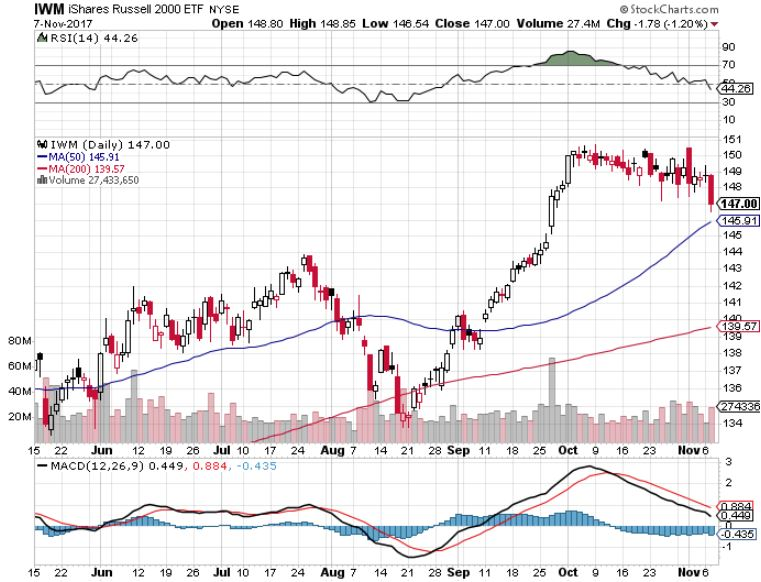 IWM iShares Russell 2000 ETF NYSE © StockCharts.com
7-Nov-2017 Open 148.80 High 148.85 Low 146.54 Close 147.00 Volume 27.4M Chg -1.78 (-1.20%)
RSI(14) 44.26
90
70
50
44.26
30
10
IWM (Daily) 147.00
MA(50) 145.91
MA(200) 139.57
Volume 27,433,650
151
150
149
148
147.00
145.91
145
144
143
142
141
140
139.57
139
138
137
136
274336
134
80M
60M
40M
20M
15 22 Jun 5 12 19 26 Jul 10 17 24 Aug 7 14 21 28 Sep 11 18 25 Oct 9 16 23 Nov 6
MACD(12,26,9) 0.449, 0.884, -0.435
3
2
0.884
0.449
0
-0.435
-1
15 22 Jun 5 12 19 26 Jul 10 17 24 Aug 7 14 21 28 Sep 11 18 25 Oct 9 16 23 Nov 6